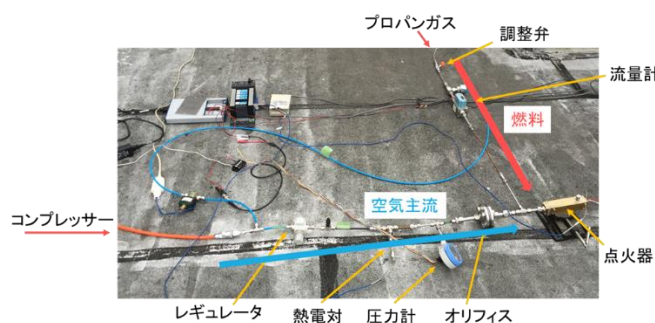 プロパンガス
調整弁
流量計
燃料
空気主流
コンプレッサー
点火器
レギュレータ
熱電対
圧力計
オリフィス